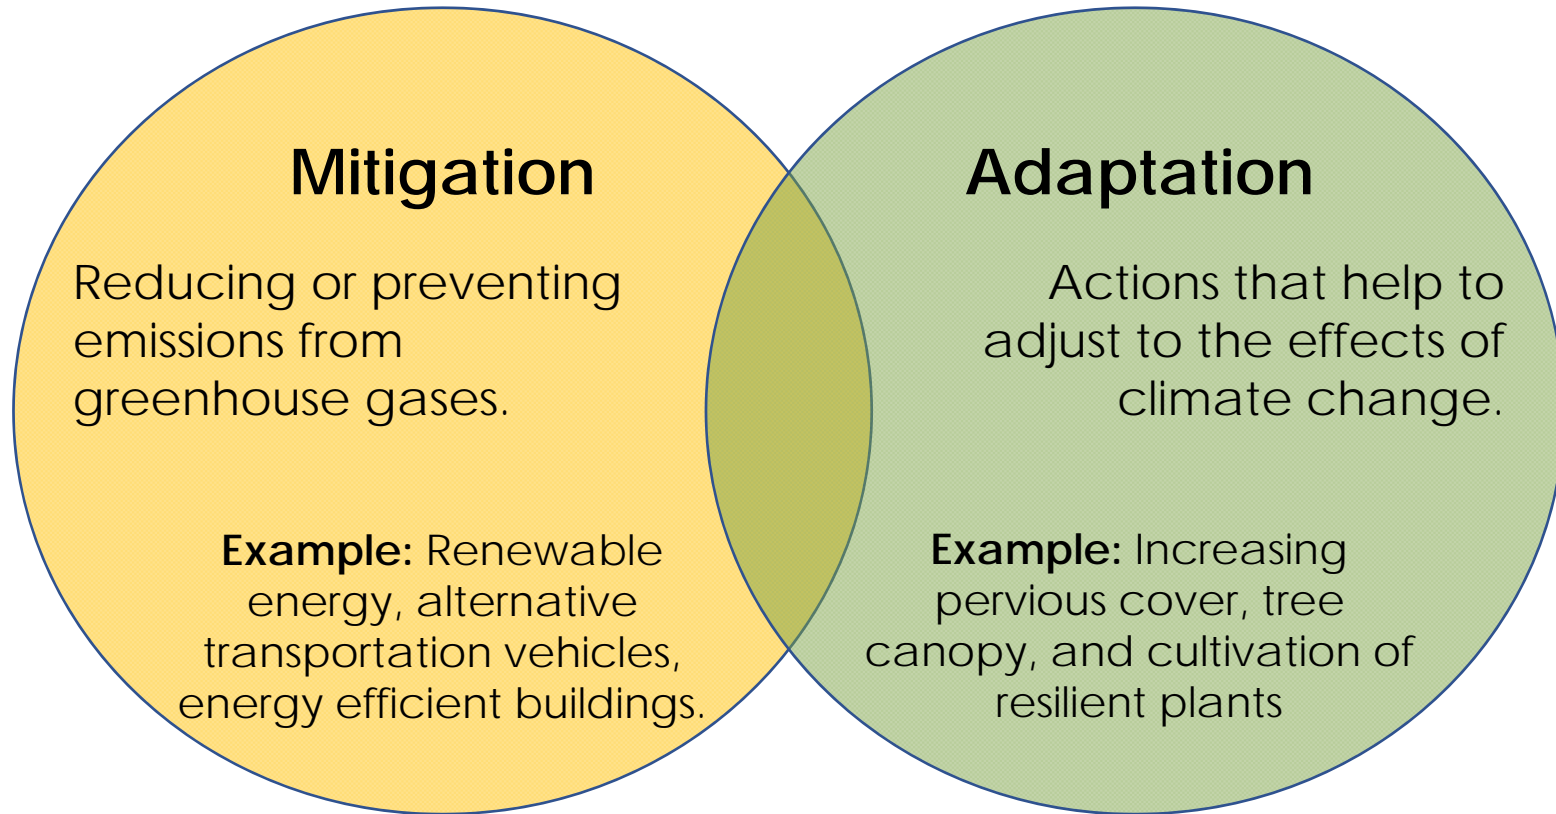 Mitigation
Reducing or preventing
emissions from
greenhouse gases.
Example: Renewable
energy, alternative
transportation vehicles,
energy efficient buildings.
Adaptation
Actions that help to
adjust to the effects of
climate change.
Example: Increasing
pervious cover, tree
canopy, and cultivation of
resilient plants